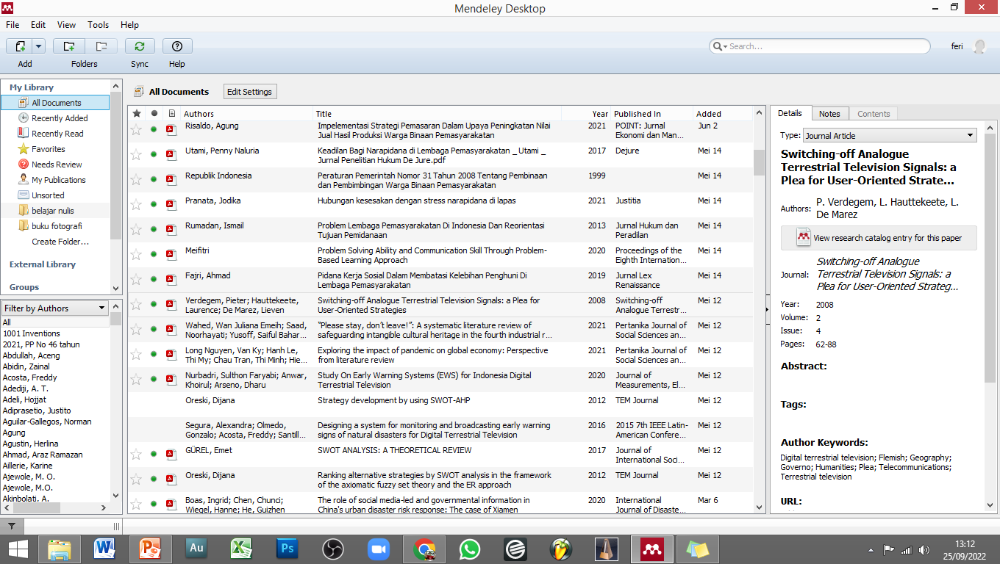 Mendeley Desktop
File Edit View Tools Help
Search...
feri
Add Folders Sync Help
My Library
All Documents
Recently Added
Recently Read
Favorites
Needs Review
My Publications
Unsorted
belajar nulis
buku fotografi
Create Folder...
External Library
Groups
Filter by Authors
All
1001 Inventions
2021, PP No 46 tahun
Abdullah, Aceng
Abidin, Zainal
Acosta, Freddy
Adediji, A. T.
Adeli, Hojjat
Adiprasetio, Justito
Aguilar-Gallegos, Norman
Agung
Agustin, Herlina
Ahmad, Araz Ramazan
Aillerie, Karine
Ajewole, M. O.
Ajewole, M.O.
Akinbolati, A.
All Documents Edit Settings
Authors Title Year Published In Added
Risaldo, Agung Impelementasi Strategi Pemasaran Dalam Upaya Peningkatan Nilai 2021 POINT: Jurnal Jun 2
Jual Hasil Produksi Warga Binaan Pemasyarakatan Ekonomi dan Man...
Utami, Penny Naluria Keadilan Bagi Narapidana di Lembaga Pemasyarakatan _ Utami _ 2017 Dejure Mei 14
Jurnal Penelitian Hukum De Jure.pdf
Republik Indonesia Peraturan Pemerintah Nomor 31 Tahun 2008 Tentang Pembinaan 1999 Mei 14
dan Pembimbingan Warga Binaan Pemasyarakatan
Pranata, Jodika Hubungan kesesakan dengan stress narapidana di lapas 2021 Justitia Mei 14
Rumadan, Ismail Problem Lembaga Pemasyarakatan Di Indonesia Dan Reorientasi 2013 Jurnal Hukum dan Mei 14
Tujuan Pemidanaan Peradilan
Meifitri Problem Solving Ability and Communication Skill Through Problem- 2020 Proceedings of the Mei 14
Based Learning Approach Eighth Internation...
Fajri, Ahmad Pidana Kerja Sosial Dalam Membatasi Kelebihan Penghuni Di 2019 Jurnal Lex Mei 14
Lembaga Pemasyarakatan Renaissance
Verdegem, Pieter; Hauttekeete, Switching-off Analogue Terrestrial Television Signals: a Plea for 2008 Switching-off Mei 12
Laurence; De Marez, Lieven User-Oriented Strategies Analogue Terrestr...
Wahed, Wan Juliana Emeih; Saad, “Please stay, don’t leave!”: A systematic literature review of 2021 Pertanika Journal of Mei 12
Noorhayati; Yusoff, Saiful Bahar... safeguarding intangible cultural heritage in the fourth industrial r... Social Sciences an...
Long Nguyen, Van Ky; Hanh Le, Exploring the impact of pandemic on global economy: Perspective 2021 Pertanika Journal of Mei 12
Thi My; Chau Tran, Thi Minh; Hie... from literature review Social Sciences an...
Nurbadri, Sulthon Faryabi; Anwar, Study On Early Warning Systems (EWS) for Indonesia Digital 2020 Journal of Mei 12
Khoirul; Arseno, Dharu Terrestrial Television Measurements, El...
Oreski, Dijana Strategy development by using SWOT-AHP 2012 TEM Journal Mei 12
Segura, Alexandra; Olmedo, Designing a system for monitoring and broadcasting early warning 2016 2015 7th IEEE Latin- Mei 12
Gonzalo; Acosta, Freddy; Santill... signs of natural disasters for Digital Terrestrial Television American Confere...
GÜREL, Emet SWOT ANALYSIS: A THEORETICAL REVIEW 2017 Journal of Mei 12
International Soci...
Oreski, Dijana Ranking alternative strategies by SWOT analysis in the framework 2012 TEM Journal Mei 12
of the axiomatic fuzzy set theory and the ER approach
Boas, Ingrid; Chen, Chunci; The role of social media-led and governmental information in 2020 International Mar 6
Wiegel, Hanne; He, Guizhen China's urban disaster risk response: The case of Xiamen Journal of Disaste...
Details Notes Contents
Type: Journal Article
Switching-off Analogue
Terrestrial Television Signals: a
Plea for User-Oriented Strate...
Authors: P. Verdegem, L. Hauttekeete, L.
De Marez
View research catalog entry for this paper
Journal: Switching-off Analogue
Terrestrial Television Signals: a
Plea for User-Oriented Strateg...
Year: 2008
Volume: 2
Issue: 4
Pages: 62-88
Abstract:
Tags:
Author Keywords:
Digital terrestrial television; Flemish; Geography;
Governo; Humanities; Plea; Telecommunications;
Terrestrial television
URL:
Au
Ps
13:12
25/09/2022